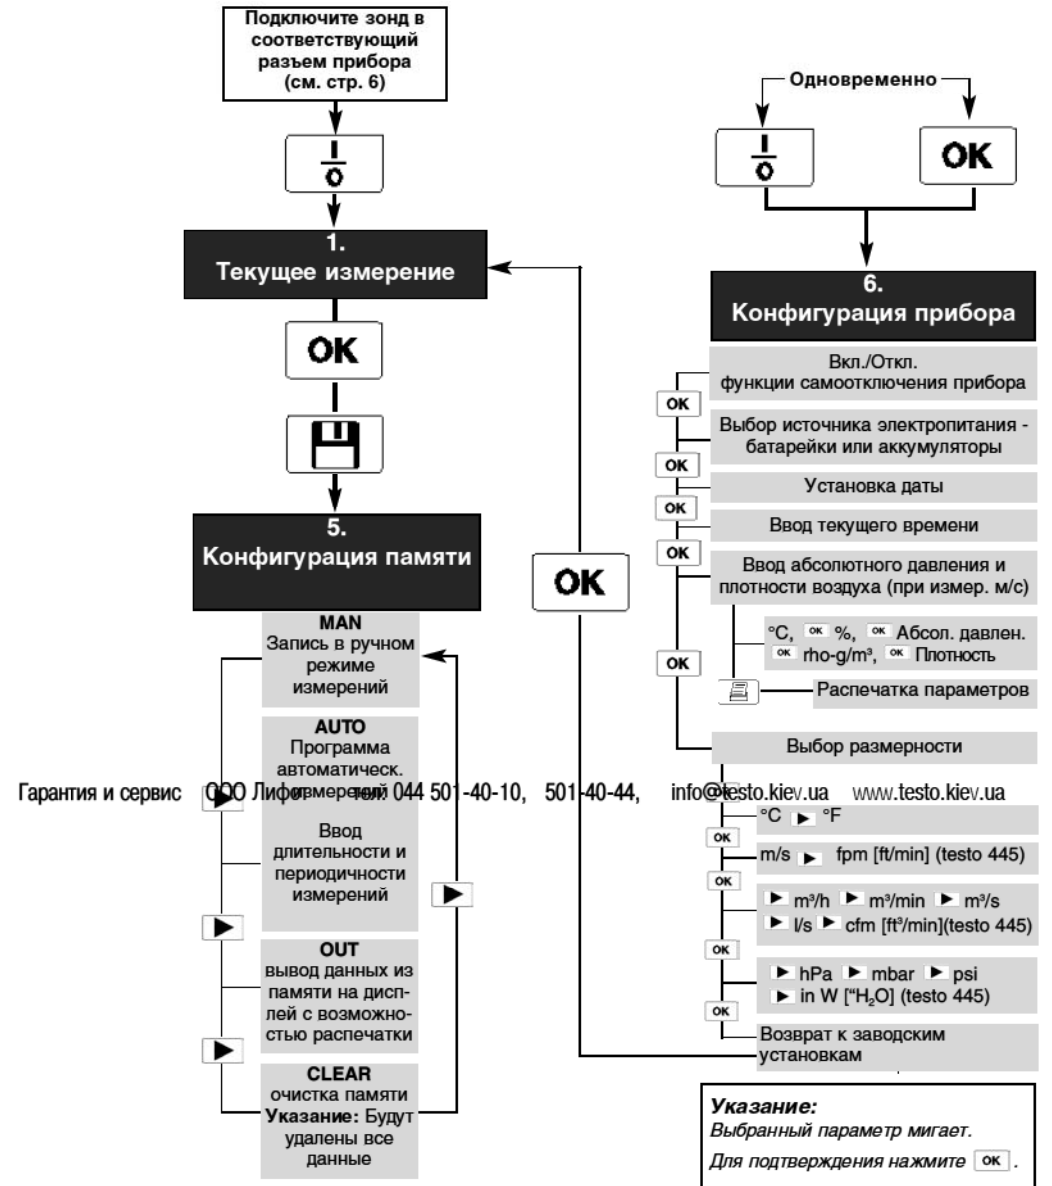 Подключите зонд в
соответствующий
разъем прибора
(см. стр. 6)
I
0
1.
Текущее измерение
OK
5.
Конфигурация памяти
MAN
Запись в ручном
режиме
измерений
AUTO
Программа
автоматическ.
измерений
Ввод
длительности и
периодичности
измерений
OUT
вывод данных из
памяти на дисп-
лей с возможно-
стью распечатки
CLEAR
очистка памяти
Указание: Будут
удалены все
данные
OK
Одновременно
I
0
OK
6.
Конфигурация прибора
Вкл./Откл.
функции самоотключения прибора
OK
Выбор источника электропитания -
батарейки или аккумуляторы
OK
Установка даты
OK
Ввод текущего времени
OK
Ввод абсолютного давления и
плотности воздуха (при измер. м/с)
°C, OK %, OK Абсол. давлен.
OK rho-g/m³, OK Плотность
OK
Распечатка параметров
Выбор размерности
Гарантия и сервис ООО Лифот тел. 044 501-40-10, 501-40-44, info@testo.kiev.ua www.testo.kiev.ua
°C ► °F
OK
m/s ► fpm [ft/min] (testo 445)
OK
► m³/h ► m³/min ► m³/s
► l/s ► cfm [ft³/min](testo 445)
OK
► hPa ► mbar ► psi
► in W [“H₂O] (testo 445)
OK
Возврат к заводским
установкам
Указание:
Выбранный параметр мигает.
Для подтверждения нажмите OK .